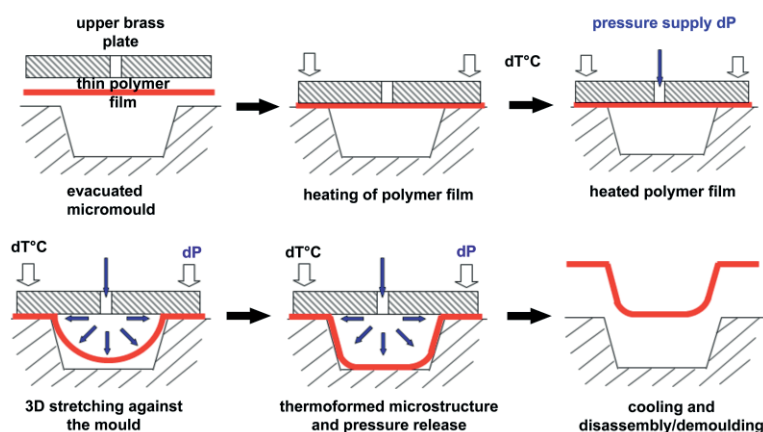 upper brass
plate
thin polymer
film
evacuated
micromould
heating of polymer film
pressure supply dP
dT°C
heated polymer film
dT°C
dP
3D stretching against
the mould
dT°C
dP
thermoformed microstructure
and pressure release
cooling and
disassembly/demoulding